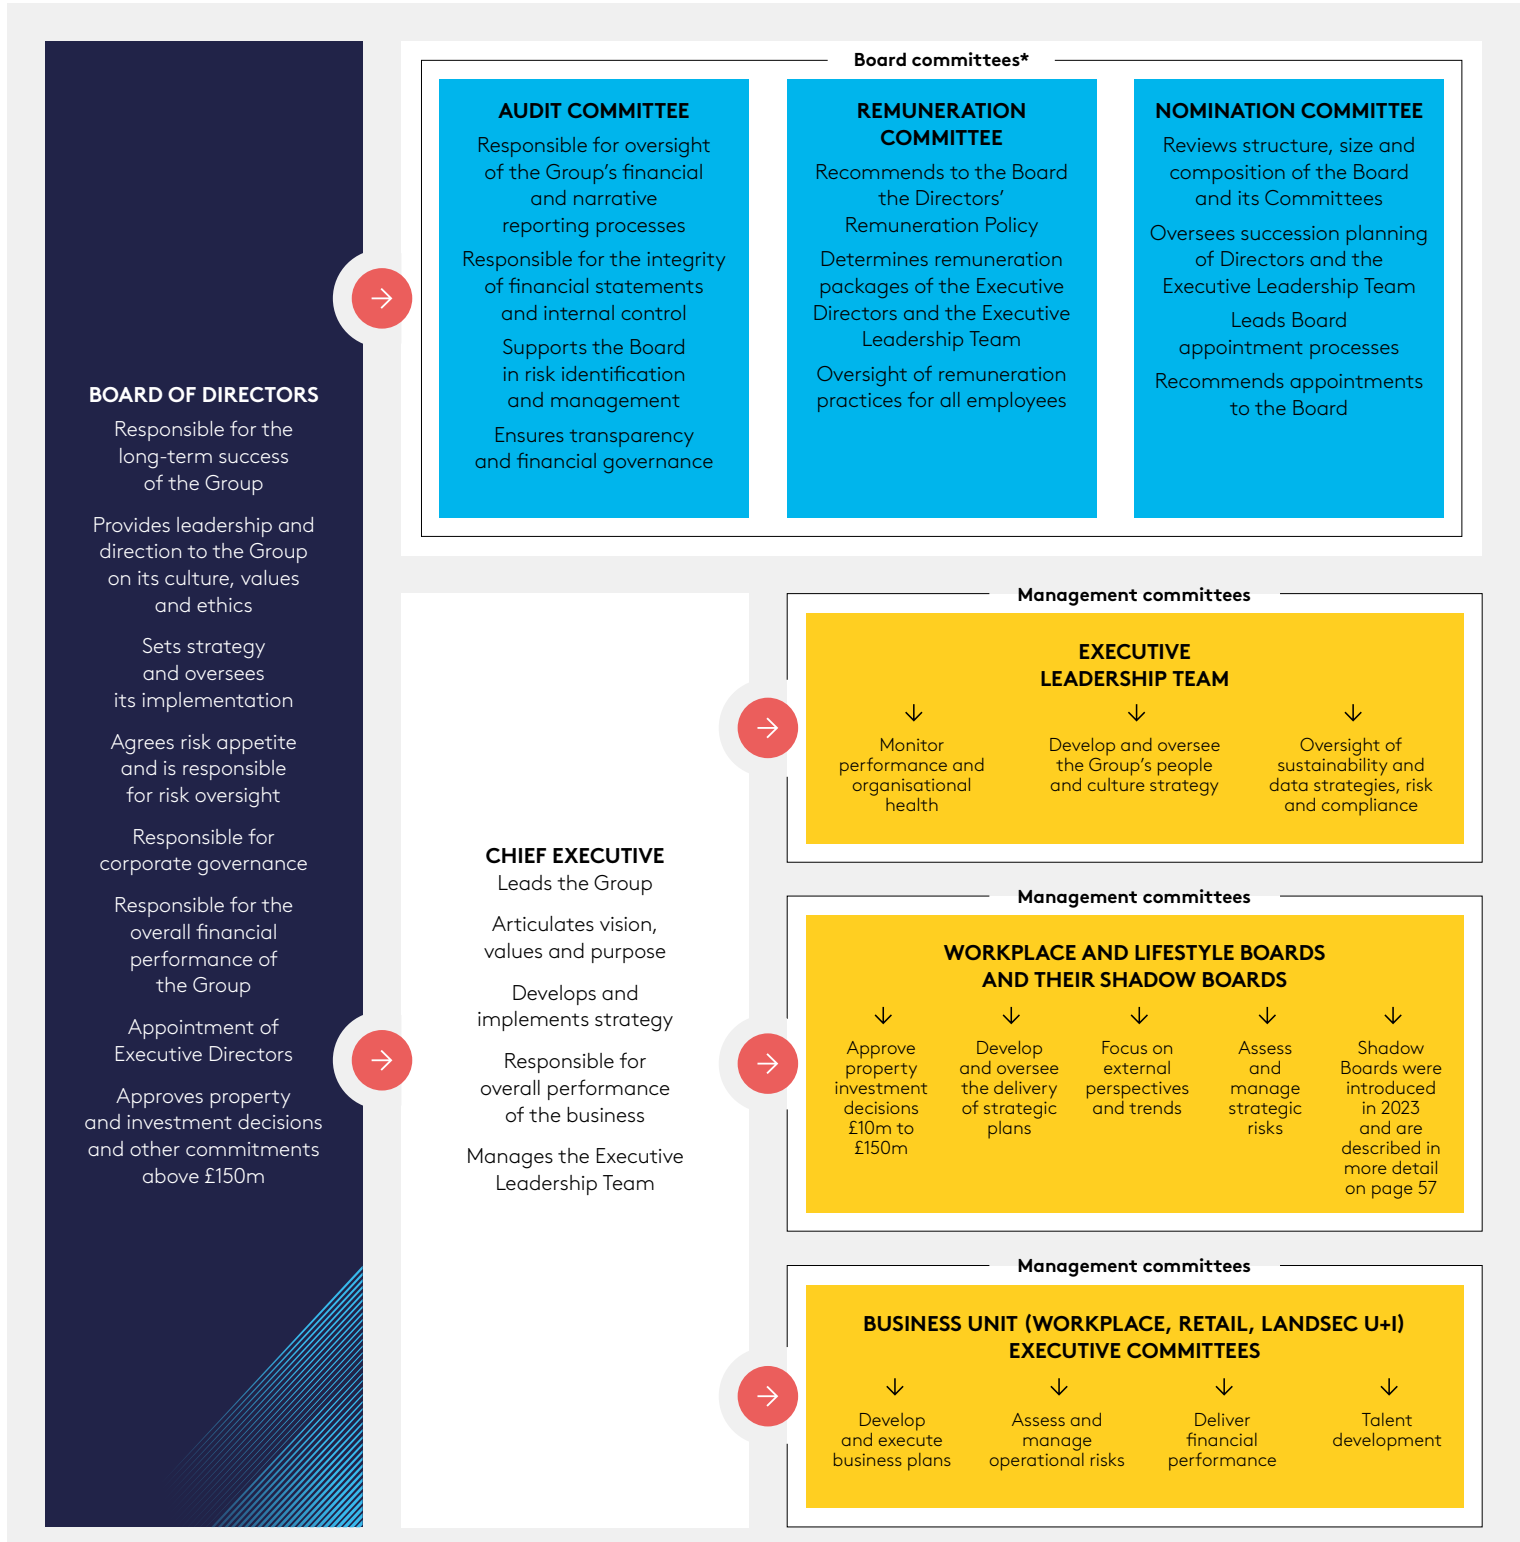 BOARD OF DIRECTORS
Responsible for the
long-term success
of the Group
Provides leadership and
direction to the Group
on its culture, values
and ethics
Sets strategy
and oversees
its implementation
Agrees risk appetite
and is responsible
for risk oversight
Responsible for
corporate governance
Responsible for the
overall financial
performance of
the Group
Appointment of
Executive Directors
Approves property
and investment decisions
and other commitments
above £150m
Board committees*
AUDIT COMMITTEE
Responsible for oversight
of the Group’s financial
and narrative
reporting processes
Responsible for the integrity
of financial statements
and internal control
Supports the Board
in risk identification
and management
Ensures transparency
and financial governance
REMUNERATION
COMMITTEE
Recommends to the Board
the Directors’
Remuneration Policy
Determines remuneration
packages of the Executive
Directors and the Executive
Leadership Team
Oversight of remuneration
practices for all employees
NOMINATION COMMITTEE
Reviews structure, size and
composition of the Board
and its Committees
Oversees succession planning
of Directors and the
Executive Leadership Team
Leads Board
appointment processes
Recommends appointments
to the Board
CHIEF EXECUTIVE
Leads the Group
Articulates vision,
values and purpose
Develops and
implements strategy
Responsible for
overall performance
of the business
Manages the Executive
Leadership Team
Management committees
EXECUTIVE
LEADERSHIP TEAM
Monitor
performance and
organisational
health
Develop and oversee
the Group’s people
and culture strategy
Oversight of
sustainability and
data strategies, risk
and compliance
Management committees
WORKPLACE AND LIFESTYLE BOARDS
AND THEIR SHADOW BOARDS
Approve
property
investment
decisions
£10m to
£150m
Develop
and oversee
the delivery
of strategic
plans
Focus on
external
perspectives
and trends
Assess
and
manage
strategic
risks
Shadow
Boards were
introduced
in 2023
and are
described in
more detail
on page 57
Management committees
BUSINESS UNIT (WORKPLACE, RETAIL, LANDSEC U+I)
EXECUTIVE COMMITTEES
Develop
and execute
business plans
Assess and
manage
operational risks
Deliver
financial
performance
Talent
development